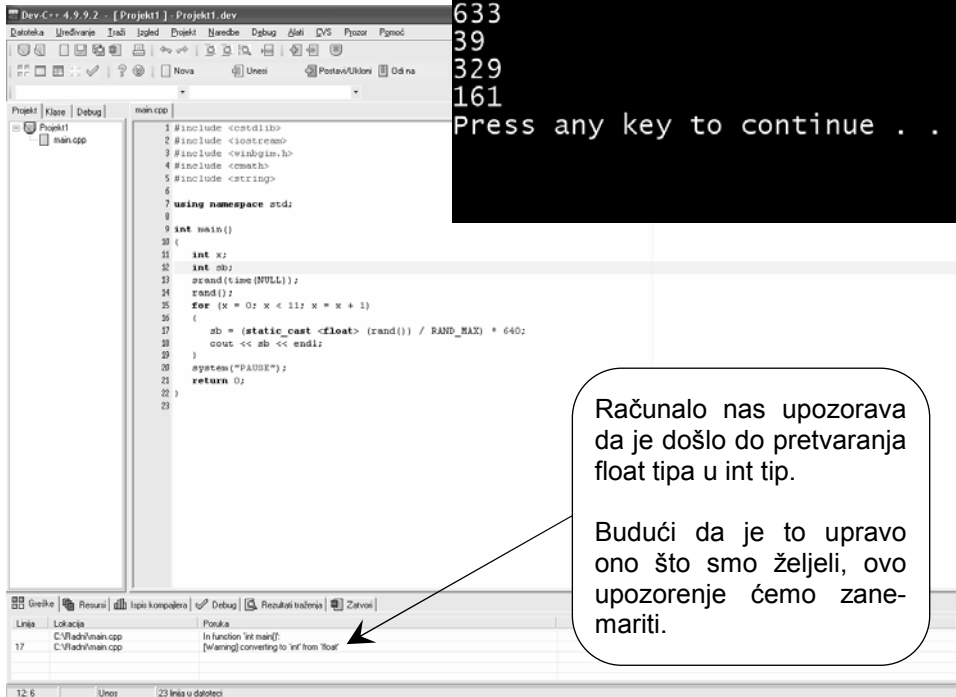 Dev-C++ 4.9.9.2 - [ Projekt1 ] - Projekt1.dev
Datoteka Uređivanje Traži Izgled Projekt Naredbe Debug Alati CVS Prozor Pomoć
Nova Unesi Postavi/Ukloni Odi na
Projekt Klase Debug
main.cpp
Projekt1
main.cpp
1 #include <cstdlib>
2 #include <iostream>
3 #include <winbgim.h>
4 #include <cmath>
5 #include <string>
6
7 using namespace std;
8
9 int main()
10 {
11 int x;
12 int sb;
13 srand(time(NULL));
14 rand();
15 for (x = 0; x < 11; x = x + 1)
16 {
17 sb = (static_cast <float> (rand()) / RAND_MAX) * 640;
18 cout << sb << endl;
19 }
20 system("PAUSE");
21 return 0;
22 }
23
633
39
329
161
Press any key to continue . .
Računalo nas upozorava
da je došlo do pretvaranja
float tipa u int tip.
Budući da je to upravo
ono što smo željeli, ovo
upozorenje ćemo zane-
mariti.
Greške Resursi Ispis kompajlera Debug Rezultati traženja Zatvori
Linija Lokacija Poruka
C:\Radni\main.cpp In function 'int main()':
17 C:\Radni\main.cpp [Warning] converting to 'int' from 'float'
12: 6 Unos 23 linija u datoteci